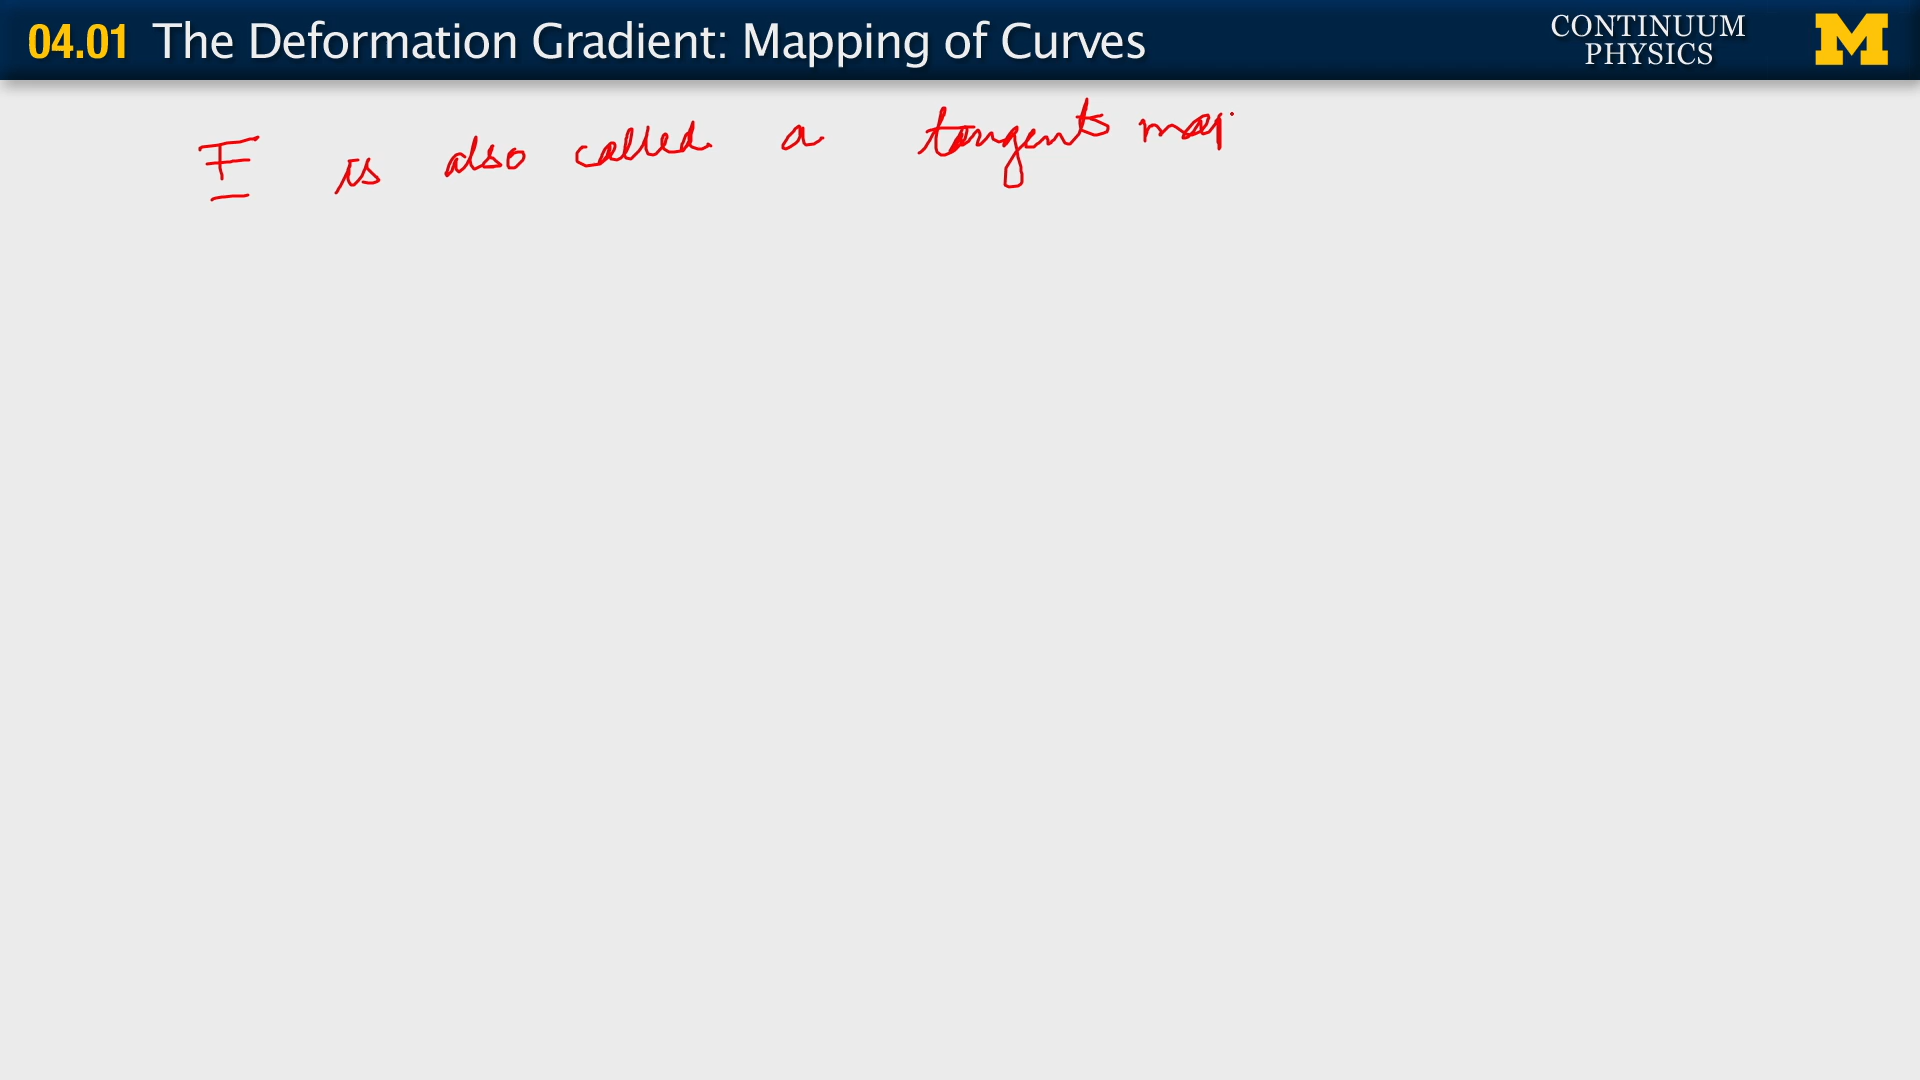 04.01 The Deformation Gradient: Mapping of Curves
CONTINUUM
PHYSICS
M
F is also called a tangent map.